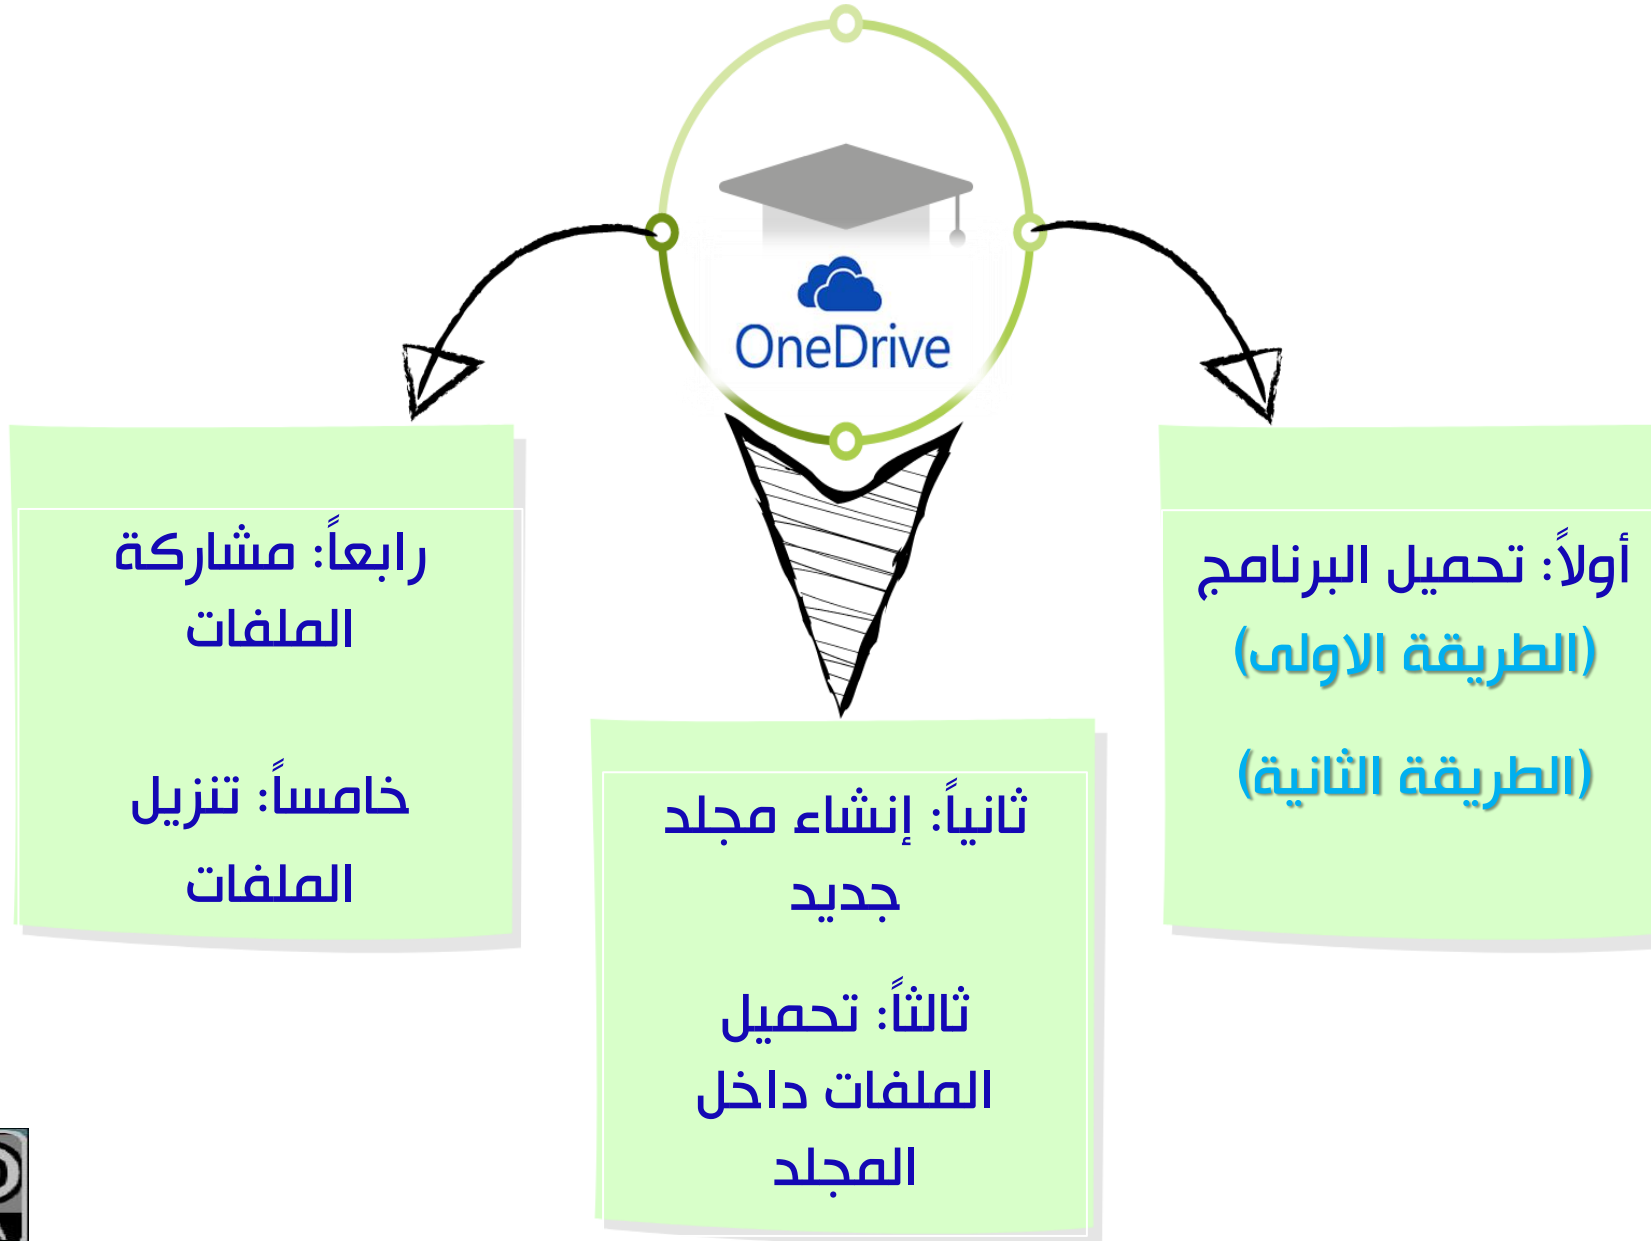 OneDrive
أولاً: تحميل البرنامج
(الطريقة الاولى)
(الطريقة الثانية)
ثانياً: إنشاء مجلد
جديد
ثالثاً: تحميل
الملفات داخل
المجلد
رابعاً: مشاركة
الملفات
خامساً: تنزيل
الملفات